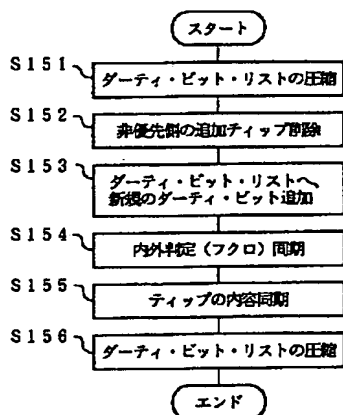 スタート
S151
ダーティ・ビット・リストの圧縮
S152
非優先側の追加ティップ削除
S153
ダーティ・ビット・リストへ、
新規のダーティ・ビット追加
S154
内外判定（フクロ）同期
S155
ティップの内容同期
S156
ダーティ・ビット・リストの圧縮
エンド